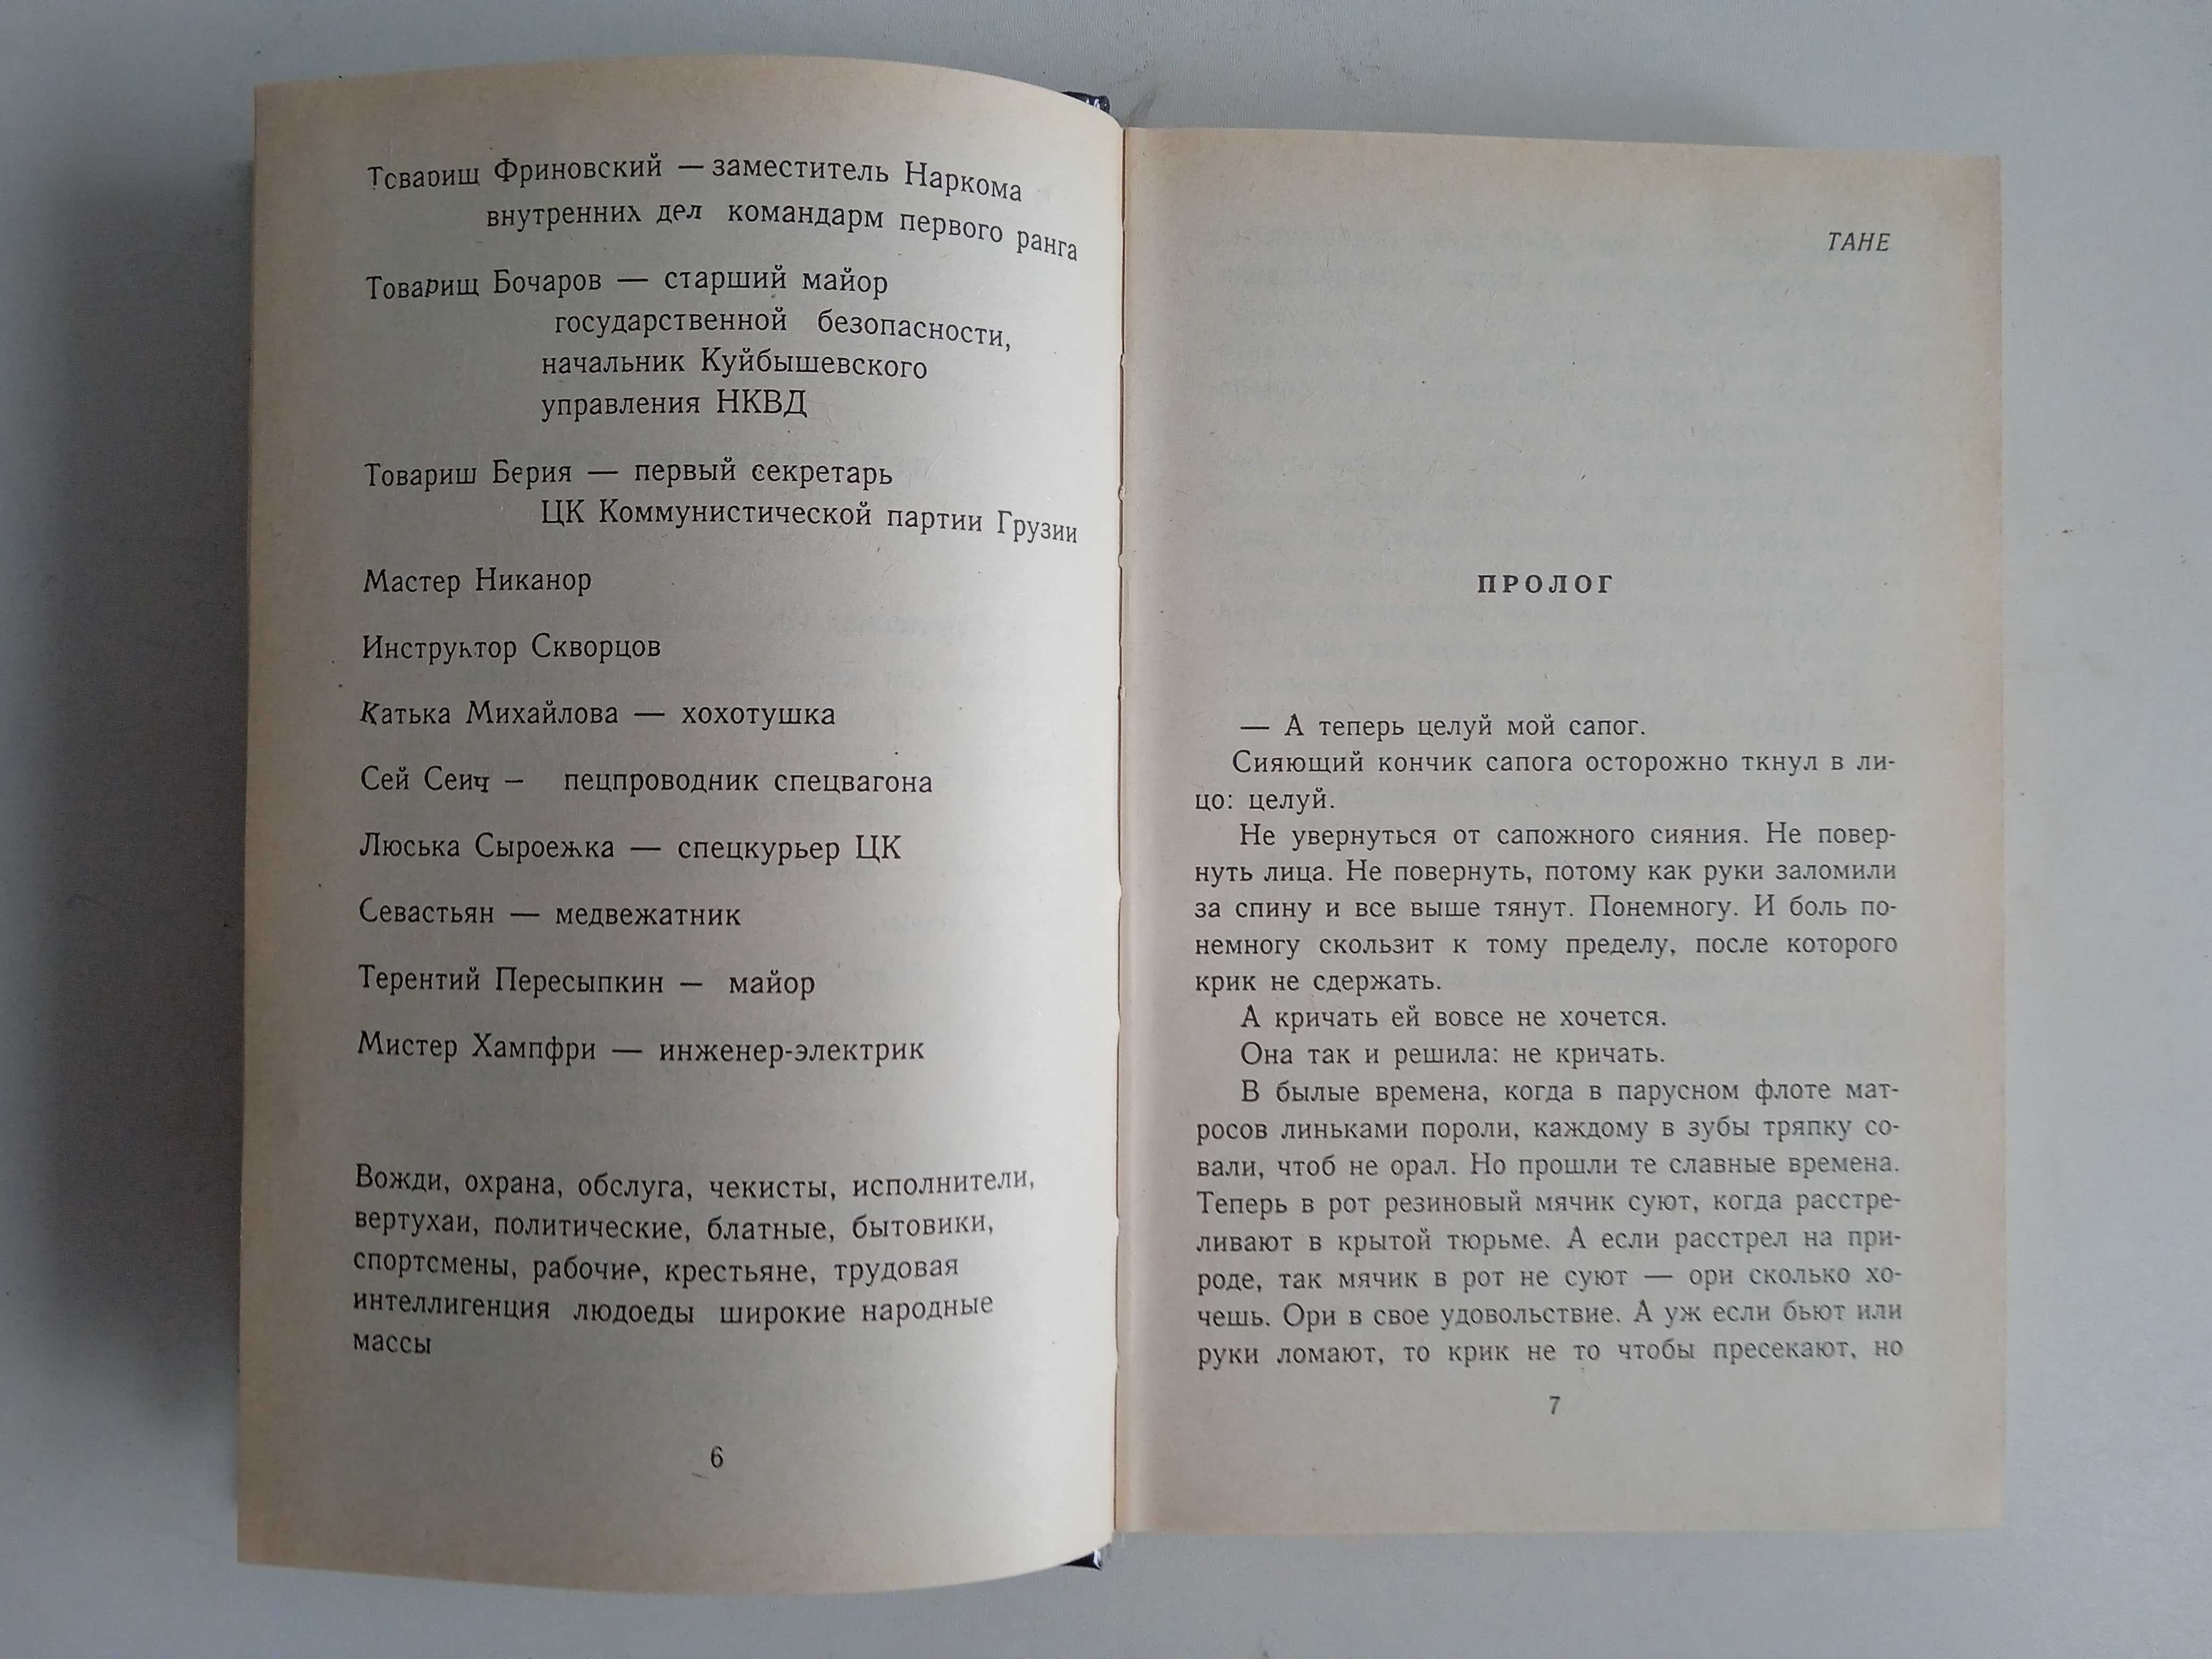 Товарищ Фриновский — заместитель Наркома
внутренних дел командарм первого ранга
Товарищ Бочаров — старший майор
государственной безопасности,
начальник Куйбышевского
управления НКВД
Товариш Берия — первый секретарь
ЦК Коммунистической партии Грузии
Мастер Никанор
Инструктор Скворцов
Катька Михайлова — хохотушка
Сей Сеич — пецпроводник спецвагона
Люська Сыроежка — спецкурьер ЦК
Севастьян — медвежатник
Терентий Пересыпкин — майор
Мистер Хампфри — инженер-электрик
Вожди, охрана, обслуга, чекисты, исполнители,
вертухаи, политические, блатные, бытовики,
спортсмены, рабочие, крестьяне, трудовая
интеллигенция людоеды широкие народные
массы
6
ТАНЕ
ПРОЛОГ
— А теперь целуй мой сапог.
Сияющий кончик сапога осторожно ткнул в ли-
цо: целуй.
Не увернуться от сапожного сияния. Не повер-
нуть лица. Не повернуть, потому как руки заломили
за спину и все выше тянут. Понемногу. И боль по-
немногу скользит к тому пределу, после которого
крик не сдержать.
А кричать ей вовсе не хочется.
Она так и решила: не кричать.
В былые времена, когда в парусном флоте мат-
росов линьками пороли, каждому в зубы тряпку со-
вали, чтоб не орал. Но прошли те славные времена.
Теперь в рот резиновый мячик суют, когда расстре-
ливают в крытой тюрьме. А если расстрел на при-
роде, так мячик в рот не суют — ори сколько хо-
чешь. Ори в свое удовольствие. А уж если бьют или
руки ломают, то крик не то чтобы пресекают, но
7